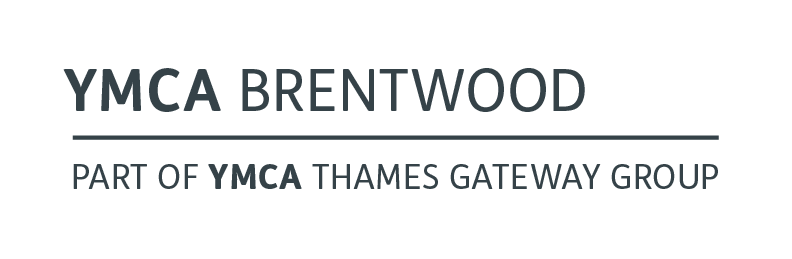 YMCA BRENTWOOD
PART OF YMCA THAMES GATEWAY GROUP